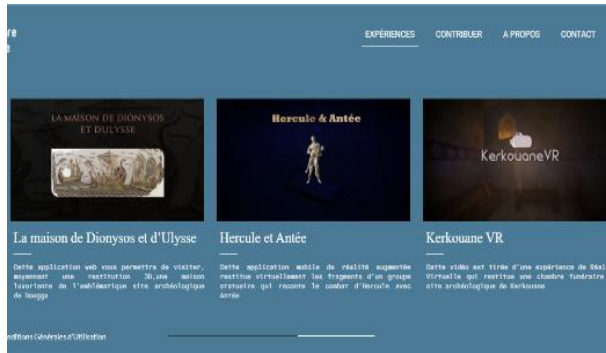 re
EXPÉRIENCES CONTRIBUER A PROPOS CONTACT
LA MAISON DE DIONYSOS
ET D'ULYSSE
Hercule & Antée
KerkouaneVR
La maison de Dionysos et d'Ulysse
Hercule et Antée
Kerkouane VR
Cette application web vous permettra de visiter,
moyennant une restitution 3D, une maison
luxuriante de l'emblématique site archéologique
de Dougga
Cette application mobile de réalité augmentée
restitue virtuellement les fragments d'un groupe
statuaire qui raconte le combat d'Hercule avec
Antée
Cette vidéo est tirée d'une expérience de Réal
Virtuelle qui restitue une chambre funéraire
site archéologique de Kerkouane
nditions Générales d'Utilisation